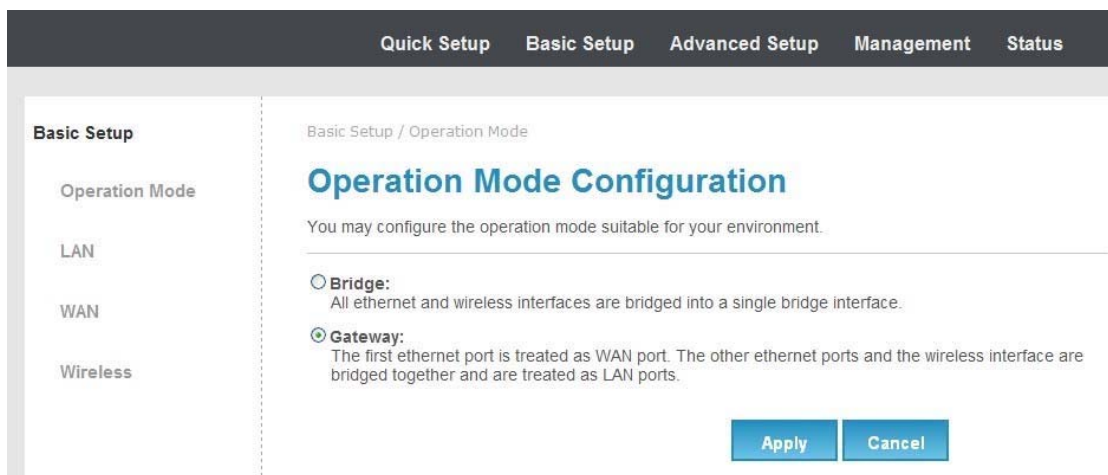 Quick Setup Basic Setup Advanced Setup Management Status
Basic Setup
Operation Mode
LAN
WAN
Wireless
Basic Setup / Operation Mode
Operation Mode Configuration
You may configure the operation mode suitable for your environment.
Bridge:
All ethernet and wireless interfaces are bridged into a single bridge interface.
Gateway:
The first ethernet port is treated as WAN port. The other ethernet ports and the wireless interface are
bridged together and are treated as LAN ports.
Apply Cancel